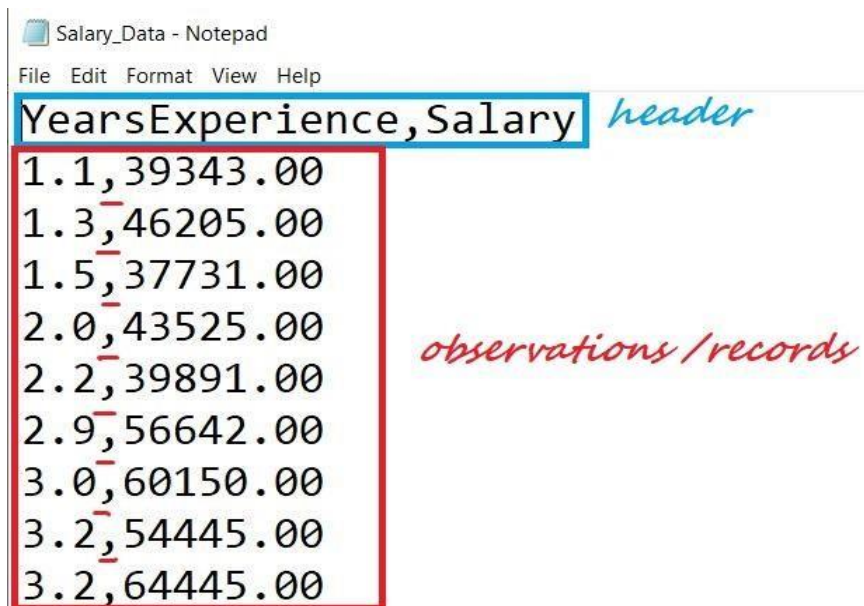 Salary_Data - Notepad
File Edit Format View Help
YearsExperience,Salary header
1.1,39343.00
1.3,46205.00
1.5,37731.00
2.0,43525.00
observations/records
2.2,39891.00
2.9,56642.00
3.0,60150.00
3.2,54445.00
3.2,64445.00